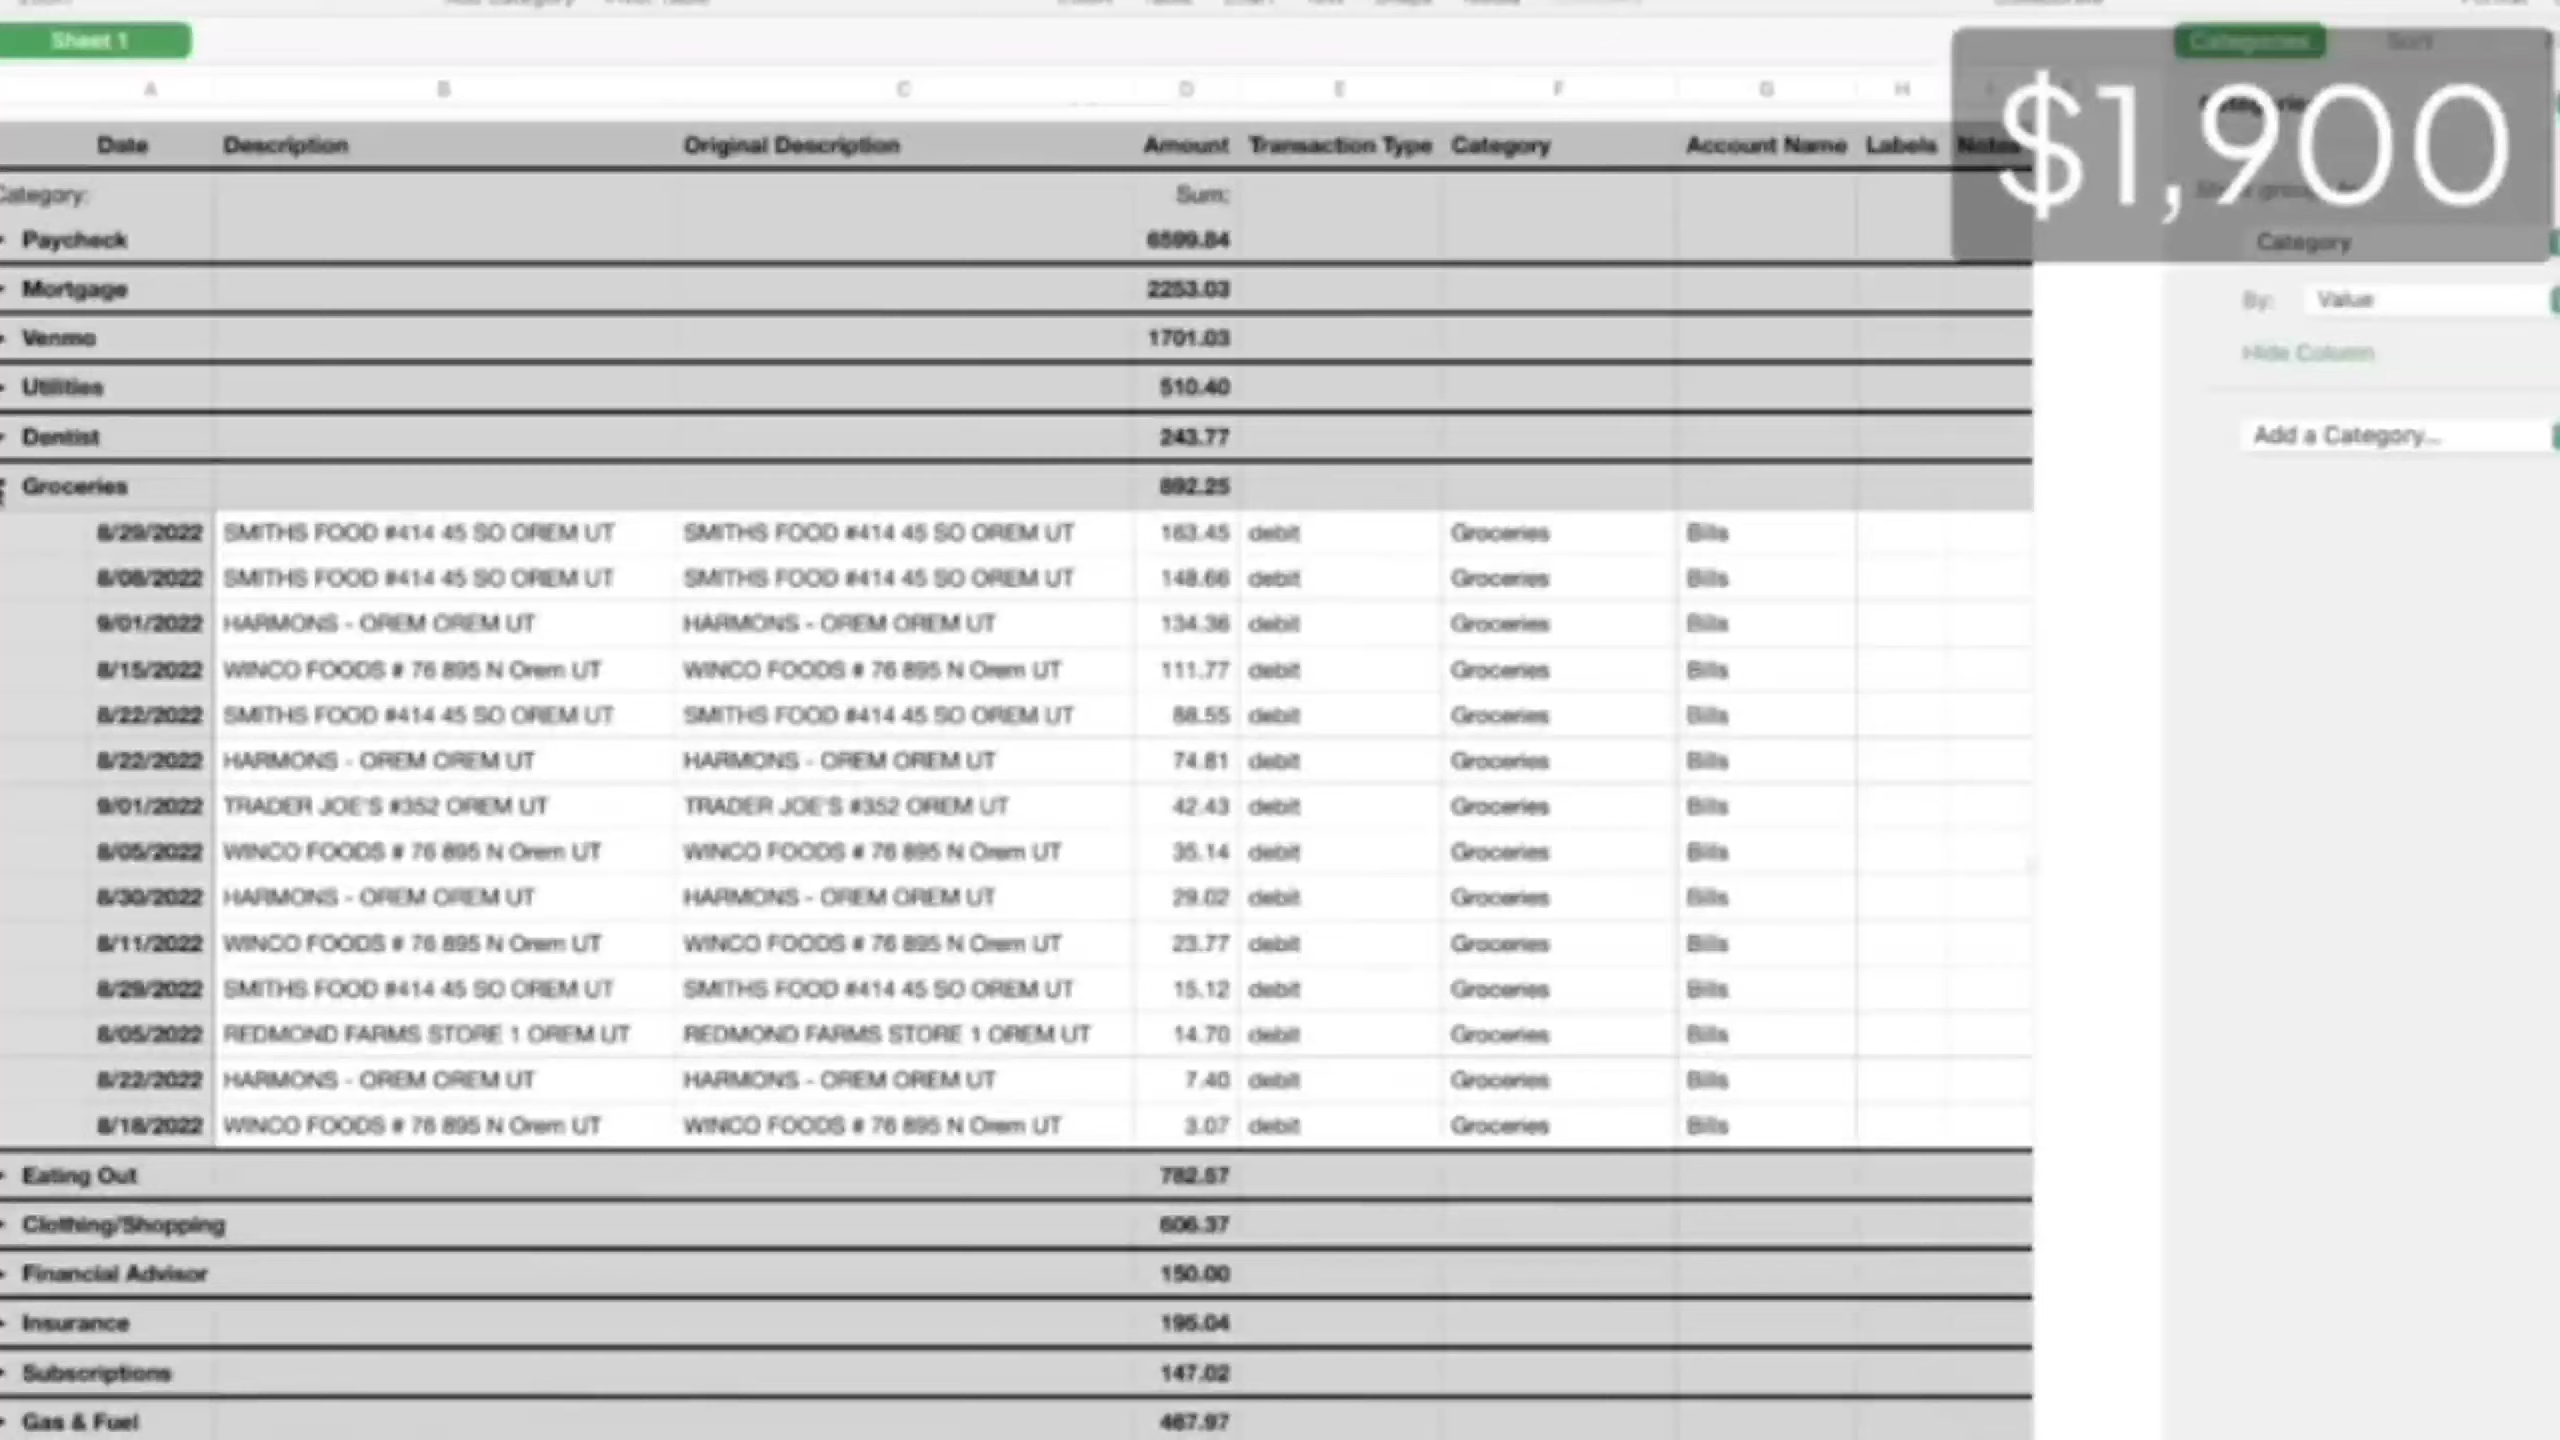 Sheet 1
Categories Sort
$1,900
A B C D E F G H
Date Description Original Description Amount Transaction Type Category Account Name Labels Notes
Category: Sum:
Paycheck 6599.84
Category
Mortgage 2253.03
By: Value
Venmo 1701.03
Hide Column
Utilities 510.40
Dentist 243.77
Add a Category...
Groceries 892.25
8/29/2022 SMITHS FOOD #414 45 SO OREM UT SMITHS FOOD #414 45 SO OREM UT 163.45 debit Groceries Bills
8/08/2022 SMITHS FOOD #414 45 SO OREM UT SMITHS FOOD #414 45 SO OREM UT 148.66 debit Groceries Bills
9/01/2022 HARMONS - OREM OREM UT HARMONS - OREM OREM UT 134.36 debit Groceries Bills
8/15/2022 WINCO FOODS # 76 895 N Orem UT WINCO FOODS # 76 895 N Orem UT 111.77 debit Groceries Bills
8/22/2022 SMITHS FOOD #414 45 SO OREM UT SMITHS FOOD #414 45 SO OREM UT 88.55 debit Groceries Bills
8/22/2022 HARMONS - OREM OREM UT HARMONS - OREM OREM UT 74.81 debit Groceries Bills
9/01/2022 TRADER JOE'S #352 OREM UT TRADER JOE'S #352 OREM UT 42.43 debit Groceries Bills
8/05/2022 WINCO FOODS # 76 895 N Orem UT WINCO FOODS # 76 895 N Orem UT 35.14 debit Groceries Bills
8/30/2022 HARMONS - OREM OREM UT HARMONS - OREM OREM UT 29.02 debit Groceries Bills
8/11/2022 WINCO FOODS # 76 895 N Orem UT WINCO FOODS # 76 895 N Orem UT 23.77 debit Groceries Bills
8/29/2022 SMITHS FOOD #414 45 SO OREM UT SMITHS FOOD #414 45 SO OREM UT 15.12 debit Groceries Bills
8/05/2022 REDMOND FARMS STORE 1 OREM UT REDMOND FARMS STORE 1 OREM UT 14.70 debit Groceries Bills
8/22/2022 HARMONS - OREM OREM UT HARMONS - OREM OREM UT 7.40 debit Groceries Bills
8/18/2022 WINCO FOODS # 76 895 N Orem UT WINCO FOODS # 76 895 N Orem UT 3.07 debit Groceries Bills
Eating Out 782.57
Clothing/Shopping 606.37
Financial Advisor 150.00
Insurance 195.04
Subscriptions 147.02
Gas & Fuel 467.97